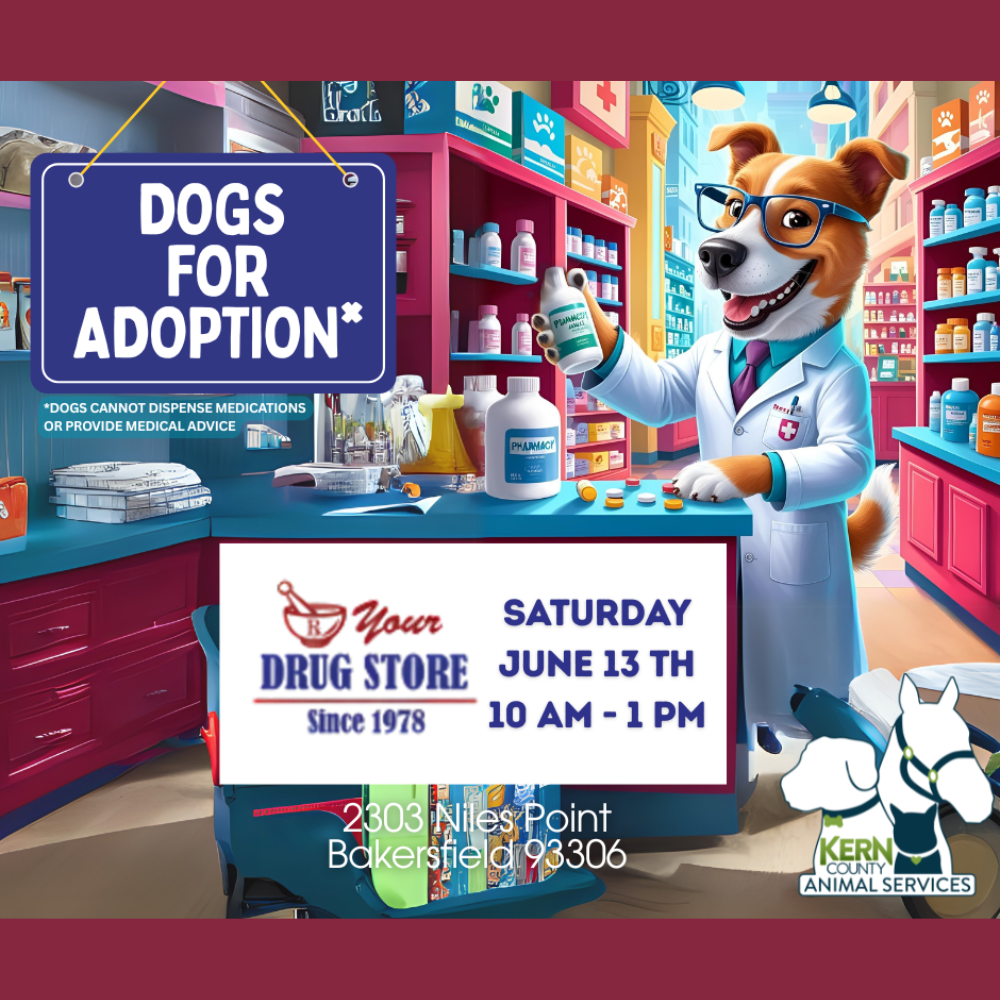 DOGS
FOR
ADOPTION*
*DOGS CANNOT DISPENSE MEDICATIONS
OR PROVIDE MEDICAL ADVICE
PHARMACY
R
Your
DRUG STORE
Since 1978
SATURDAY
JUNE 13 TH
10 AM - 1 PM
2303 Niles Point
Bakersfield 93306
KERN
COUNTY
ANIMAL SERVICES